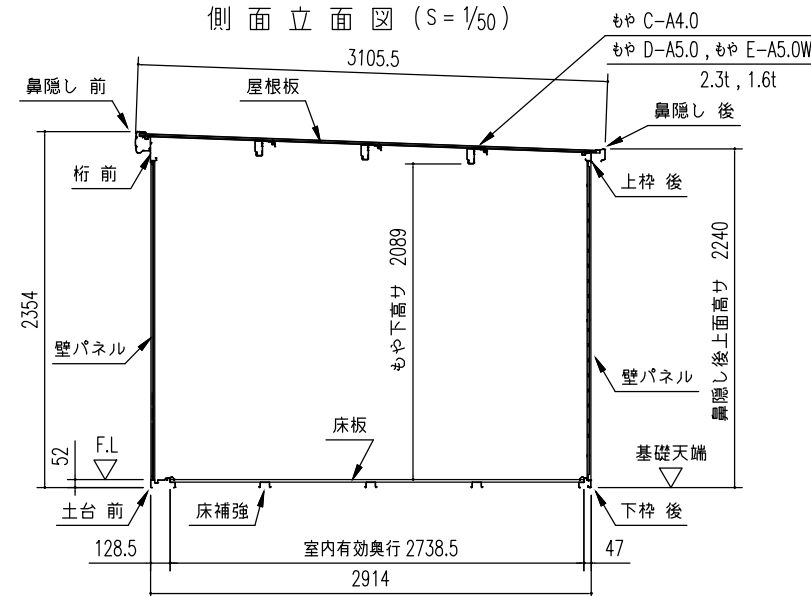 側面立面図 (S=1/50)
もや C-A4.0
もや D-A5.0 , もや E-A5.0W
2.3t , 1.6t
3105.5
鼻隠し 前
屋根板
鼻隠し 後
桁 前
上枠 後
2354
もや下高サ 2089
鼻隠し後上面高サ 2240
壁パネル
壁パネル
床板
52
F.L
基礎天端
土台 前
床補強
下枠 後
128.5
室内有効奥行 2738.5
47
2914